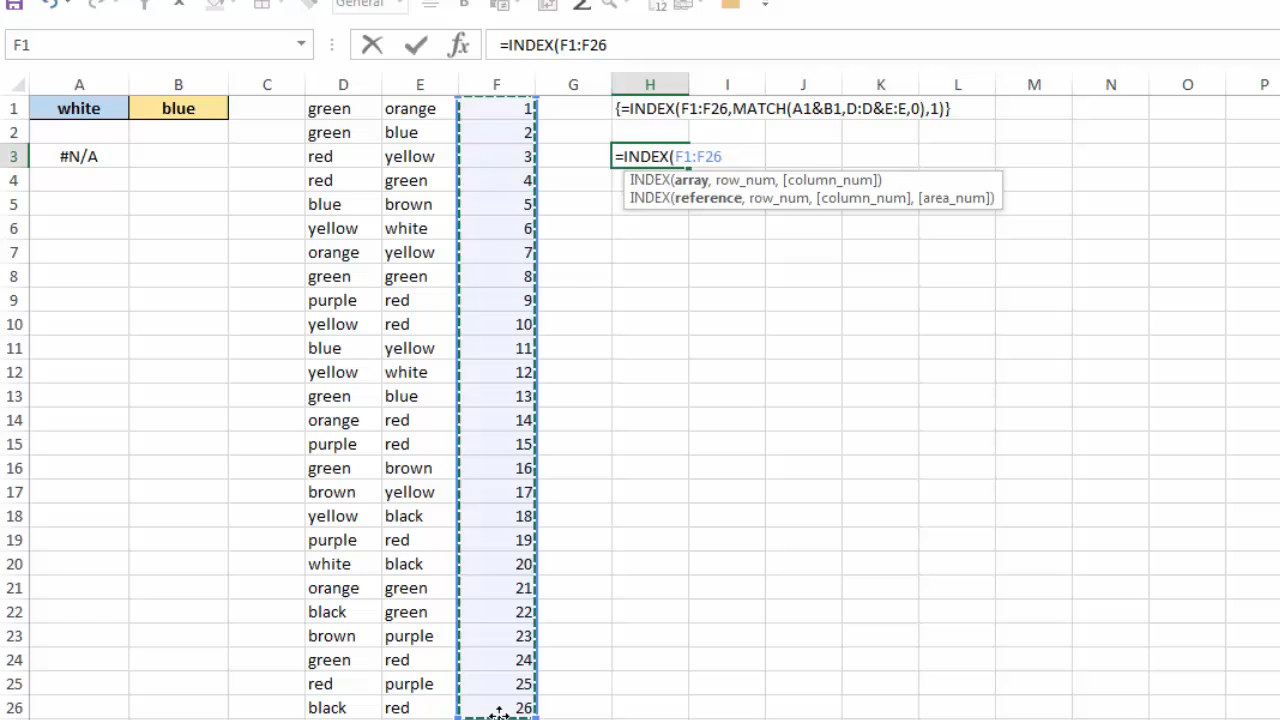 General
F1 =INDEX(F1:F26
A B C D E F G H I J K L M N O P
1 white blue green orange 1 {=INDEX(F1:F26,MATCH(A1&B1,D:D&E:E,0),1)}
2 green blue 2
3 #N/A red yellow 3 =INDEX(F1:F26
4 red green 4 INDEX(array, row_num, [column_num])
INDEX(reference, row_num, [column_num], [area_num])
5 blue brown 5
6 yellow white 6
7 orange yellow 7
8 green green 8
9 purple red 9
10 yellow red 10
11 blue yellow 11
12 yellow white 12
13 green blue 13
14 orange red 14
15 purple red 15
16 green brown 16
17 brown yellow 17
18 yellow black 18
19 purple red 19
20 white black 20
21 orange green 21
22 black green 22
23 brown purple 23
24 green red 24
25 red purple 25
26 black red 26